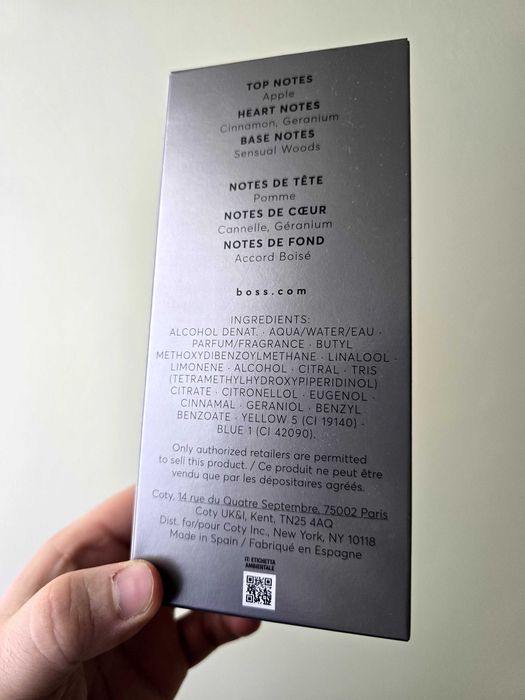 TOP NOTES
Apple
HEART NOTES
Cinnamon, Geranium
BASE NOTES
Sensual Woods
NOTES DE TÊTE
Pomme
NOTES DE CŒUR
Cannelle, Géranium
NOTES DE FOND
Accord Boisé
boss.com
INGREDIENTS:
ALCOHOL DENAT. · AQUA/WATER/EAU ·
PARFUM/FRAGRANCE · BUTYL
METHOXYDIBENZOYLMETHANE · LINALOOL ·
LIMONENE · ALCOHOL · CITRAL · TRIS
(TETRAMETHYLHYDROXYPIPERIDINOL)
CITRATE · CITRONELLOL · EUGENOL ·
CINNAMAL · GERANIOL · BENZYL
BENZOATE · YELLOW 5 (CI 19140) ·
BLUE 1 (CI 42090).
Only authorized retailers are permitted
to sell this product. / Ce produit ne peut être
vendu que par les dépositaires agréés.
Coty, 14 rue du Quatre Septembre, 75002 Paris
Coty UK&I, Kent, TN25 4AQ
Dist. for/pour Coty Inc., New York, NY 10118
Made in Spain / Fabriqué en Espagne
IT: ETICHETTA
AMBIENTALE